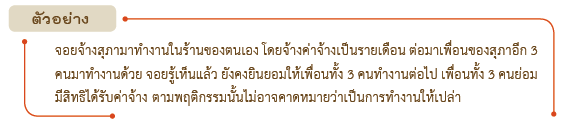 ตัวอย่าง
จอยจ้างสุภามาทำงานในร้านของตนเอง โดยจ้างค่าจ้างเป็นรายเดือน ต่อมาเพื่อนของสุภาอีก 3
คนมาทำงานด้วย จอยรู้เห็นแล้ว ยังคงยินยอมให้เพื่อนทั้ง 3 คนทำงานต่อไป เพื่อนทั้ง 3 คนย่อม
มีสิทธิได้รับค่าจ้าง ตามพฤติกรรมนั้นไม่อาจคาดหมายว่าเป็นการทำงานให้เปล่า